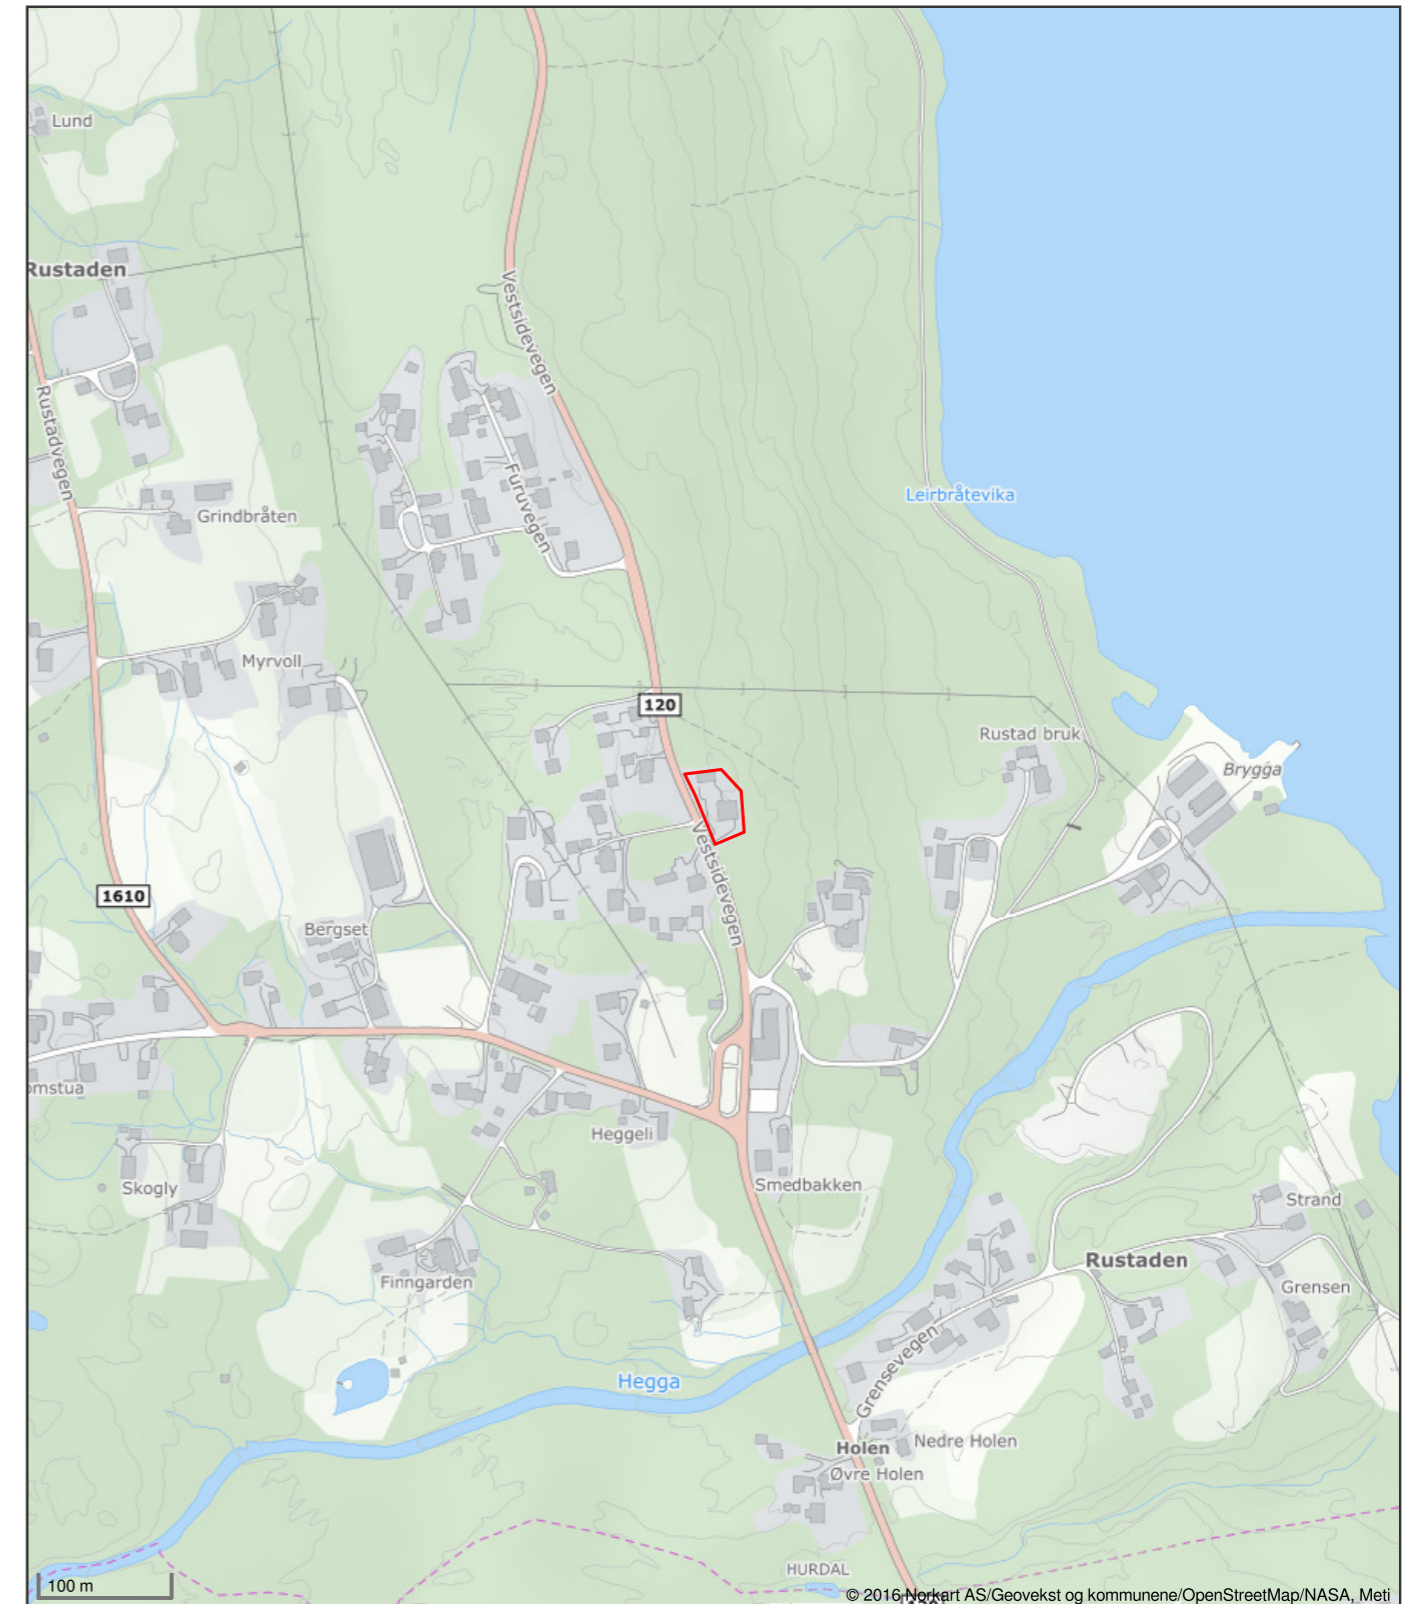 Lund
Rustaden
Vestsidevegen
Rustadvegen
Furuvegen
Leirbråtevika
Grindbråten
Myrvoll
120
Rustad bruk
Brygga
Vestsidevegen
1610
Bergset
omstua
Heggeli
Skogly
Smedbakken
Strand
Rustaden
Finngarden
Grensen
Hegga
Grensevegen
Holen
Nedre Holen
Øvre Holen
HURDAL
100 m
© 2016 Norkart AS/Geovekst og kommunene/OpenStreetMap/NASA, Meti